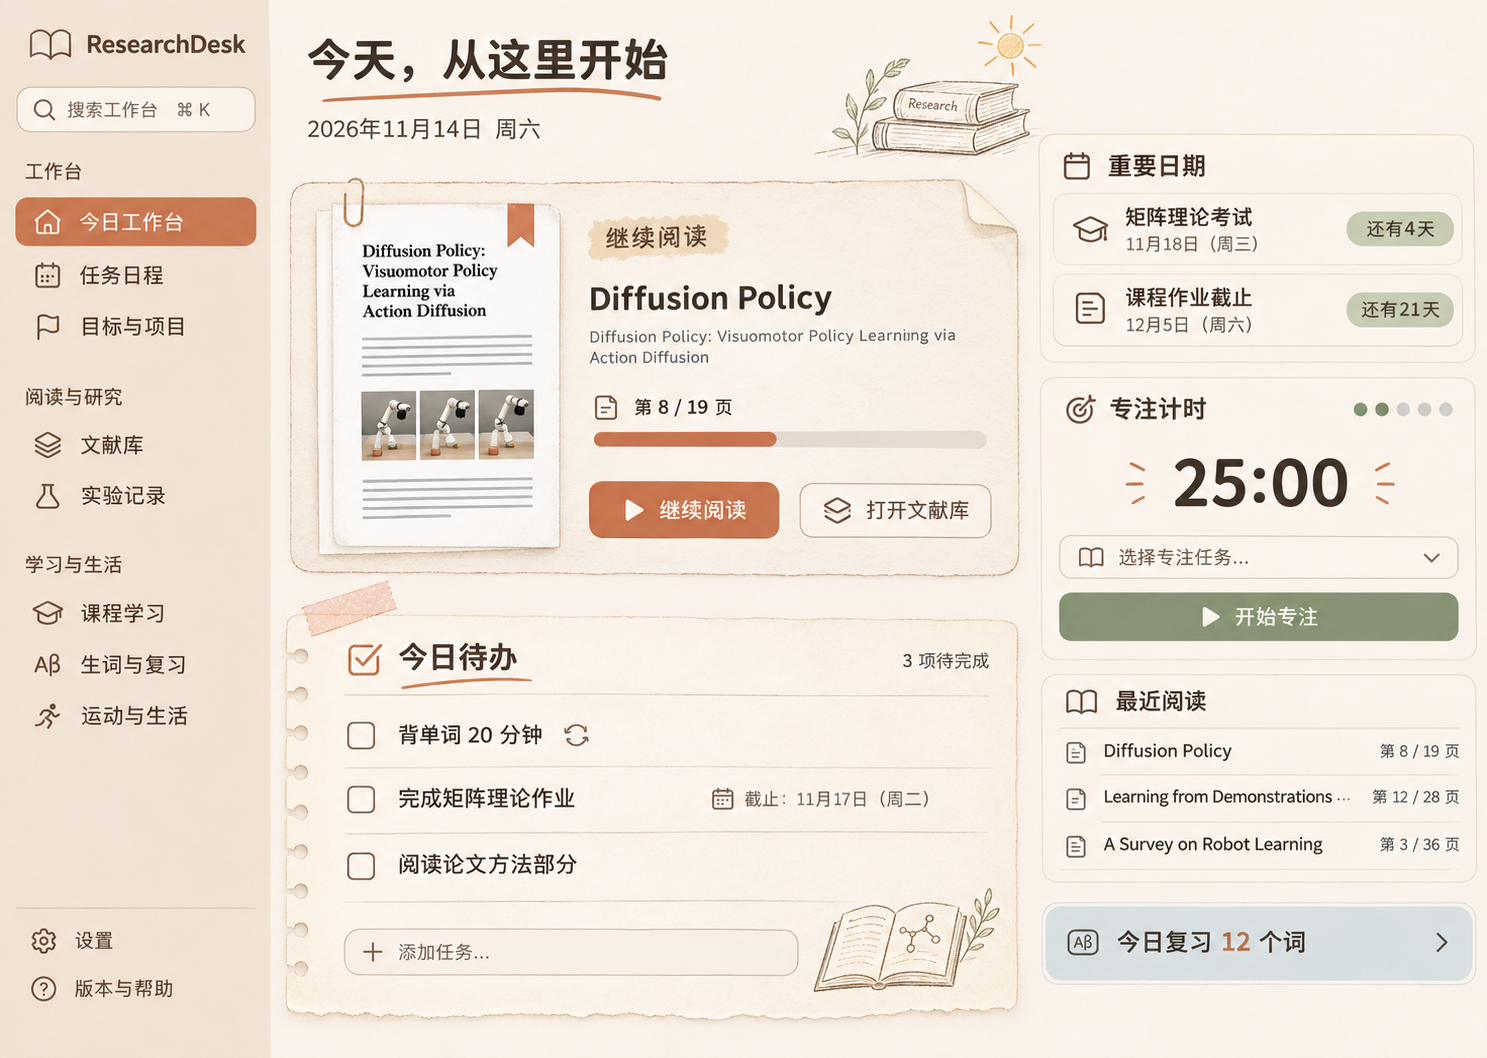 ResearchDesk
搜索工作台 ⌘ K
工作台
今日工作台
任务日程
目标与项目
阅读与研究
文献库
实验记录
学习与生活
课程学习
Aβ 生词与复习
运动与生活
设置
版本与帮助
今天，从这里开始
2026年11月14日 周六
Research
Diffusion Policy:
Visuomotor Policy
Learning via
Action Diffusion
继续阅读
Diffusion Policy
Diffusion Policy: Visuomotor Policy Learning via
Action Diffusion
第 8 / 19 页
继续阅读
打开文献库
今日待办
3 项待完成
背单词 20 分钟
完成矩阵理论作业
截止：11月17日（周二）
阅读论文方法部分
添加任务...
重要日期
矩阵理论考试
11月18日（周三）
还有4天
课程作业截止
12月5日（周六）
还有21天
专注计时
25:00
选择专注任务...
开始专注
最近阅读
Diffusion Policy 第 8 / 19 页
Learning from Demonstrations ... 第 12 / 28 页
A Survey on Robot Learning 第 3 / 36 页
Aβ 今日复习 12 个词